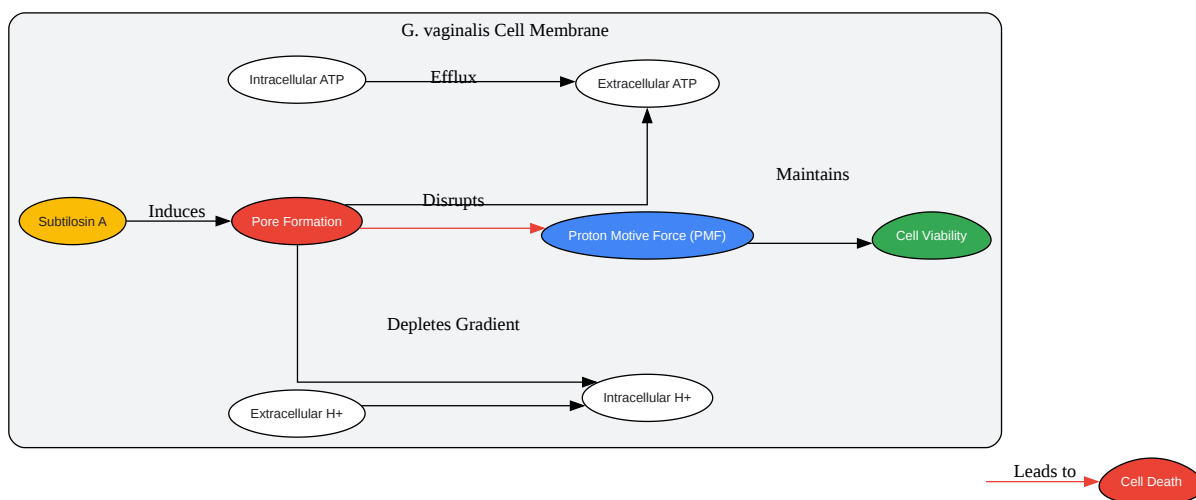 G. vaginalis Cell Membrane
Intracellular ATP
Efflux
Extracellular ATP
Maintains
Subtilosin A
Induces
Pore Formation
Disrupts
Proton Motive Force (PMF)
Cell Viability
Depletes Gradient
Extracellular H+
Intracellular H+
Leads to
Cell Death